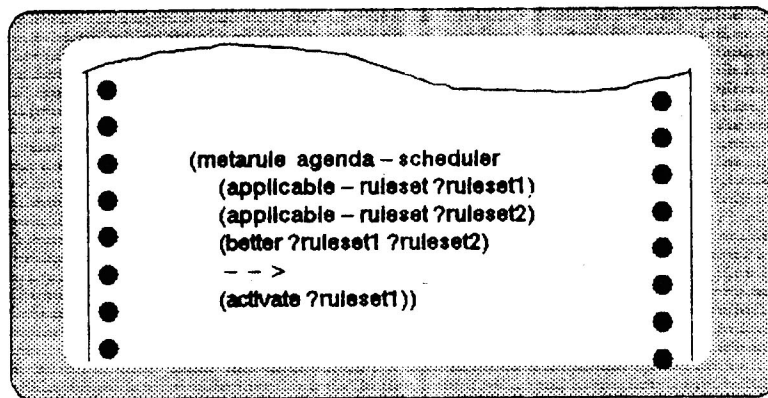 (metarule agenda – scheduler
(applicable – ruleset ?ruleset1)
(applicable – ruleset ?ruleset2)
(better ?ruleset1 ?ruleset2)
– – >
(activate ?ruleset1))